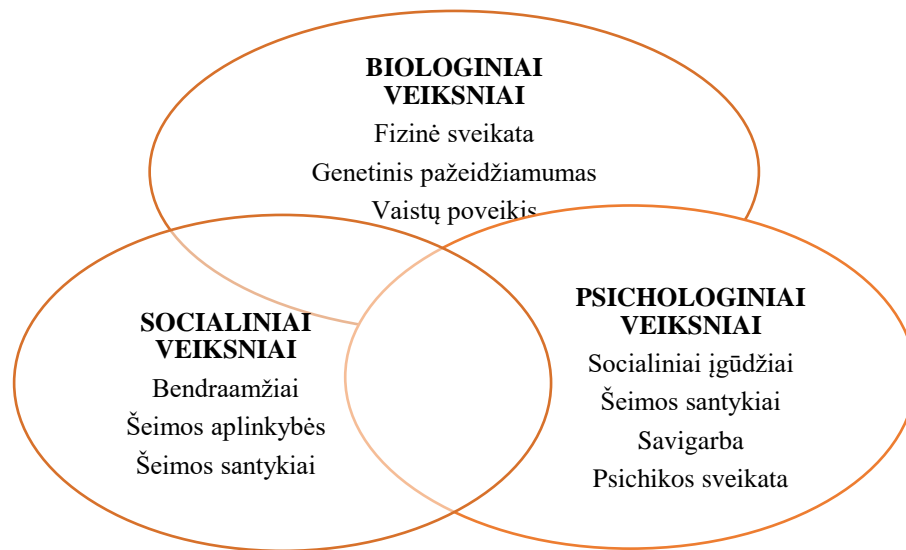 BIOLOGINIAI
VEIKSNIAI
Fizinė sveikata
Genetinis pažeidžiamumas
Vaistų poveikis
SOCIALINIAI
VEIKSNIAI
Bendraamžiai
Šeimos aplinkybės
Šeimos santykiai
PSICHOLOGINIAI
VEIKSNIAI
Socialiniai įgūdžiai
Šeimos santykiai
Savigarba
Psichikos sveikata